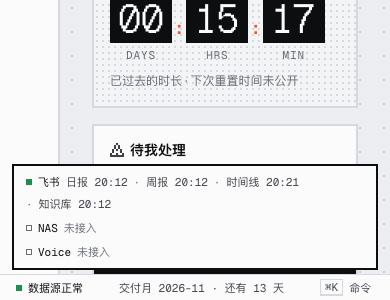 00 : 15 : 17
DAYS HRS MIN
已过去的时长·下次重置时间未公开
待我处理
飞书 日报 20:12 · 周报 20:12 · 时间线 20:21
· 知识库 20:12
NAS 未接入
Voice 未接入
数据源正常 交付月 2026-11 · 还有 13 天 ⌘K 命令